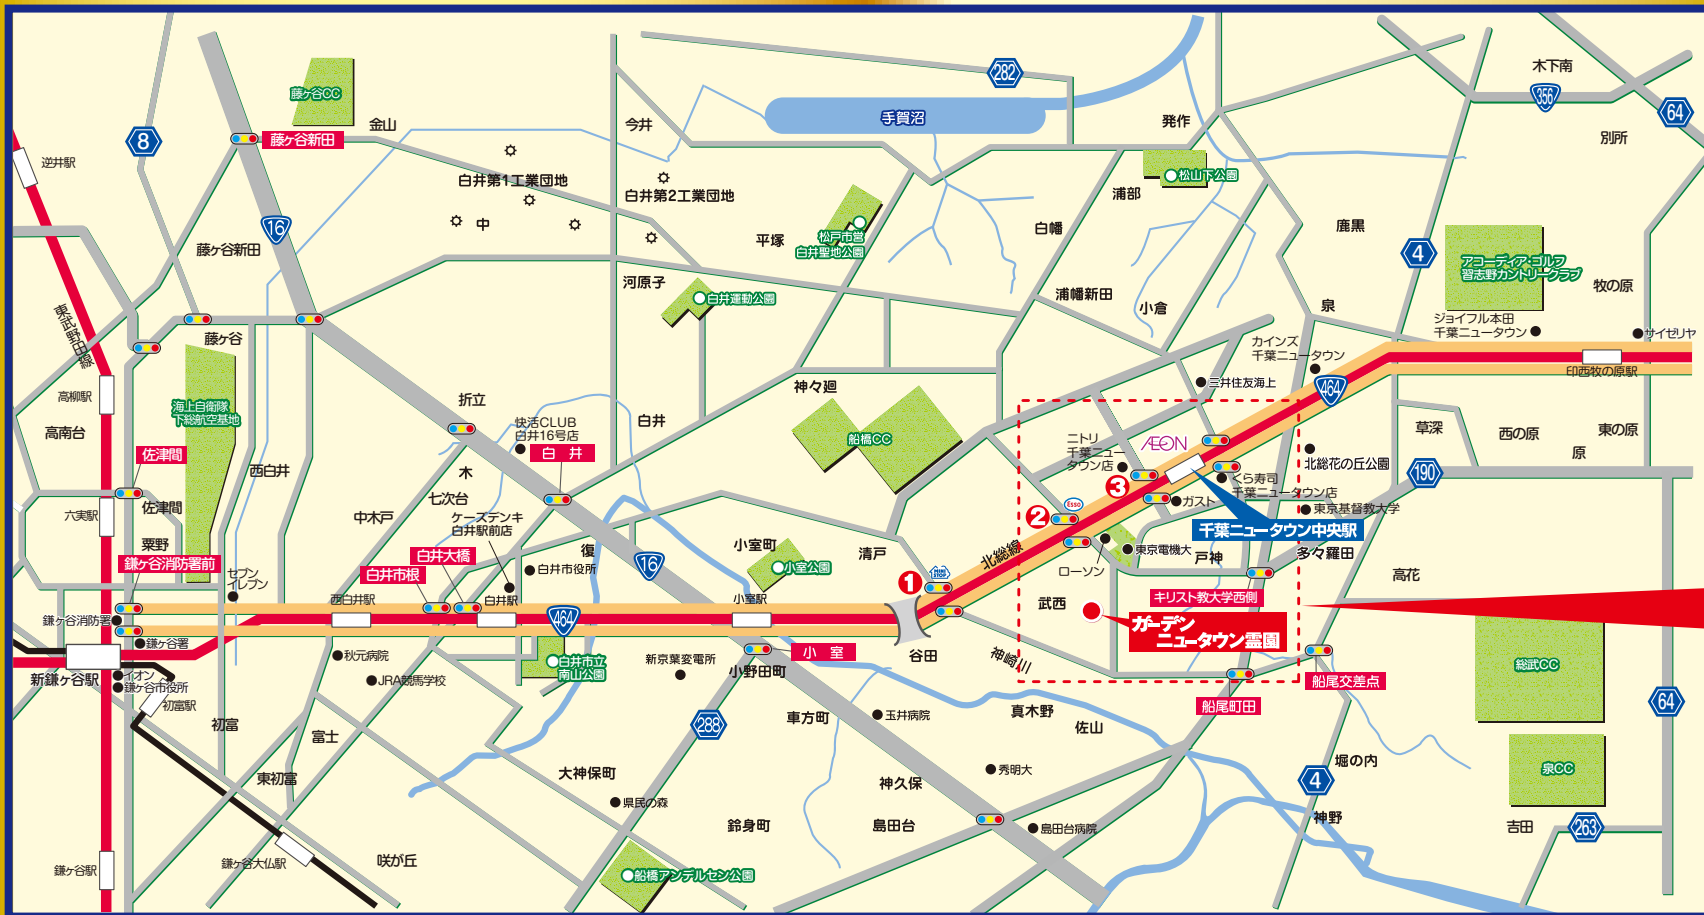 282
木下南
356
64
藤ヶ谷CC
金山
今井
手賀沼
発作
別所
8
藤ヶ谷新田
逆井駅
白井第1工業団地
白井第2工業団地
松山下公園
浦部
中
16
藤ヶ谷新田
平塚
松戸市営
白井聖地公園
白幡
鹿黒
4
アコーディア・ゴルフ
習志野カントリークラブ
河原子
白井運動公園
浦幡新田
小倉
泉
牧の原
東武野田線
藤ヶ谷
ジョイフル本田
千葉ニュータウン
サイゼリヤ
カインズ
千葉ニュータウン
印西牧の原駅
高柳駅
神々廻
三井住友海上
464
海上自衛隊
下総航空基地
折立
快活CLUB
白井16号店
白井
船橋CC
高南台
佐津間
白 井
ニトリ
千葉ニュー
タウン店
AEON
草深
西の原
東の原
原
北総花の丘公園
190
西白井
木
七次台
佐津間
六実駅
中木戸
ケーズデンキ
白井駅前店
3
くら寿司
千葉ニュータウン店
ガスト
東京基督教大学
ESSO
2
千葉ニュータウン中央駅
粟野
鎌ヶ谷消防署前
白井大橋
復
16
小室町
清戸
北総線
東京電機大
戸神
多々羅田
ローソン
セブン
イレブン
白井市根
白井市役所
小室公園
MINI STOP
1
高花
西白井駅
白井駅
464
小室駅
武西
キリスト教大学西側
鎌ヶ谷消防署
鎌ヶ谷署
ガーデン
ニュータウン霊園
新鎌ヶ谷駅
イオン
鎌ヶ谷市役所
初富駅
秋元病院
JRA競馬学校
白井市立
南山公園
新京葉変電所
小野田町
小 室
谷田
神崎川
船尾交差点
総武CC
船尾町田
64
初富
富士
288
車方町
玉井病院
真木野
佐山
東初富
大神保町
県民の森
神久保
秀明大
堀の内
4
泉CC
鈴身町
島田台
島田台病院
神野
吉田
263
鎌ヶ谷駅
鎌ヶ谷大仏駅
咲が丘
船橋アンデルセン公園